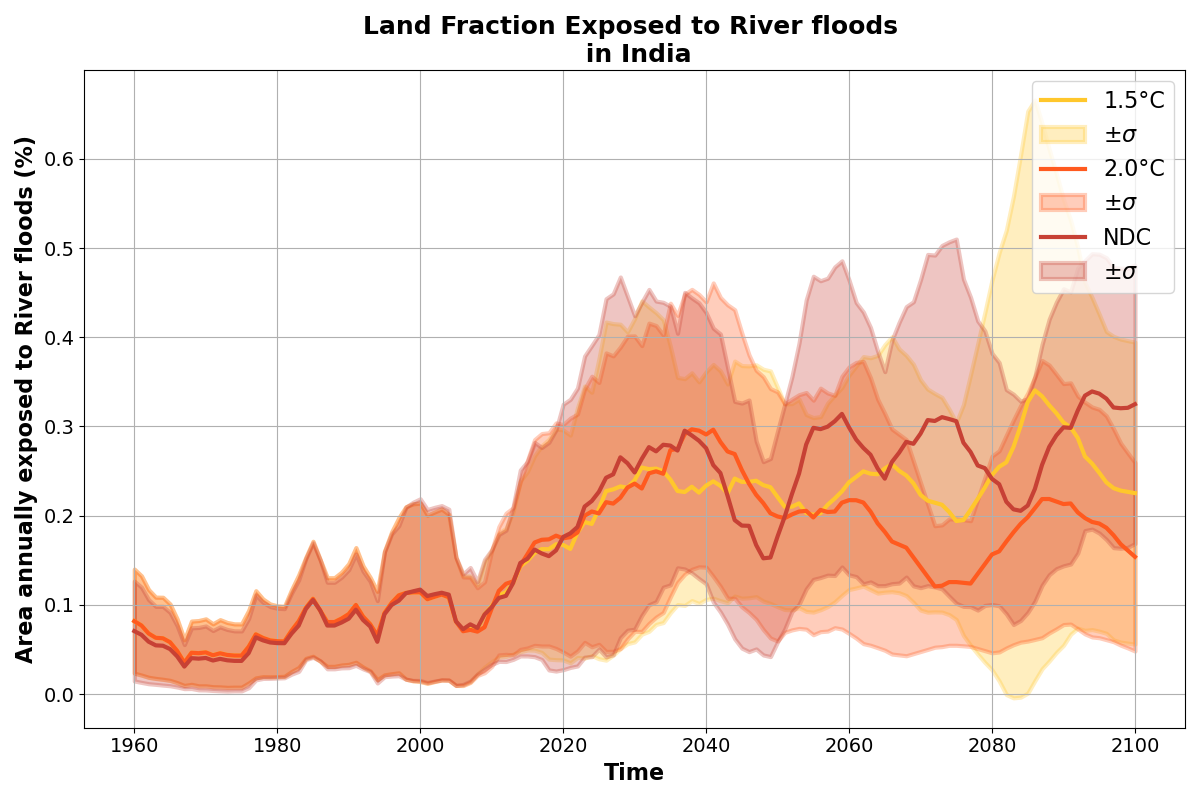 Land Fraction Exposed to River floods
in India
Area annually exposed to River floods (%)
0.6
0.5
0.4
0.3
0.2
0.1
0.0
1.5°C
±σ
2.0°C
±σ
NDC
±σ
1960 1980 2000 2020 2040 2060 2080 2100
Time